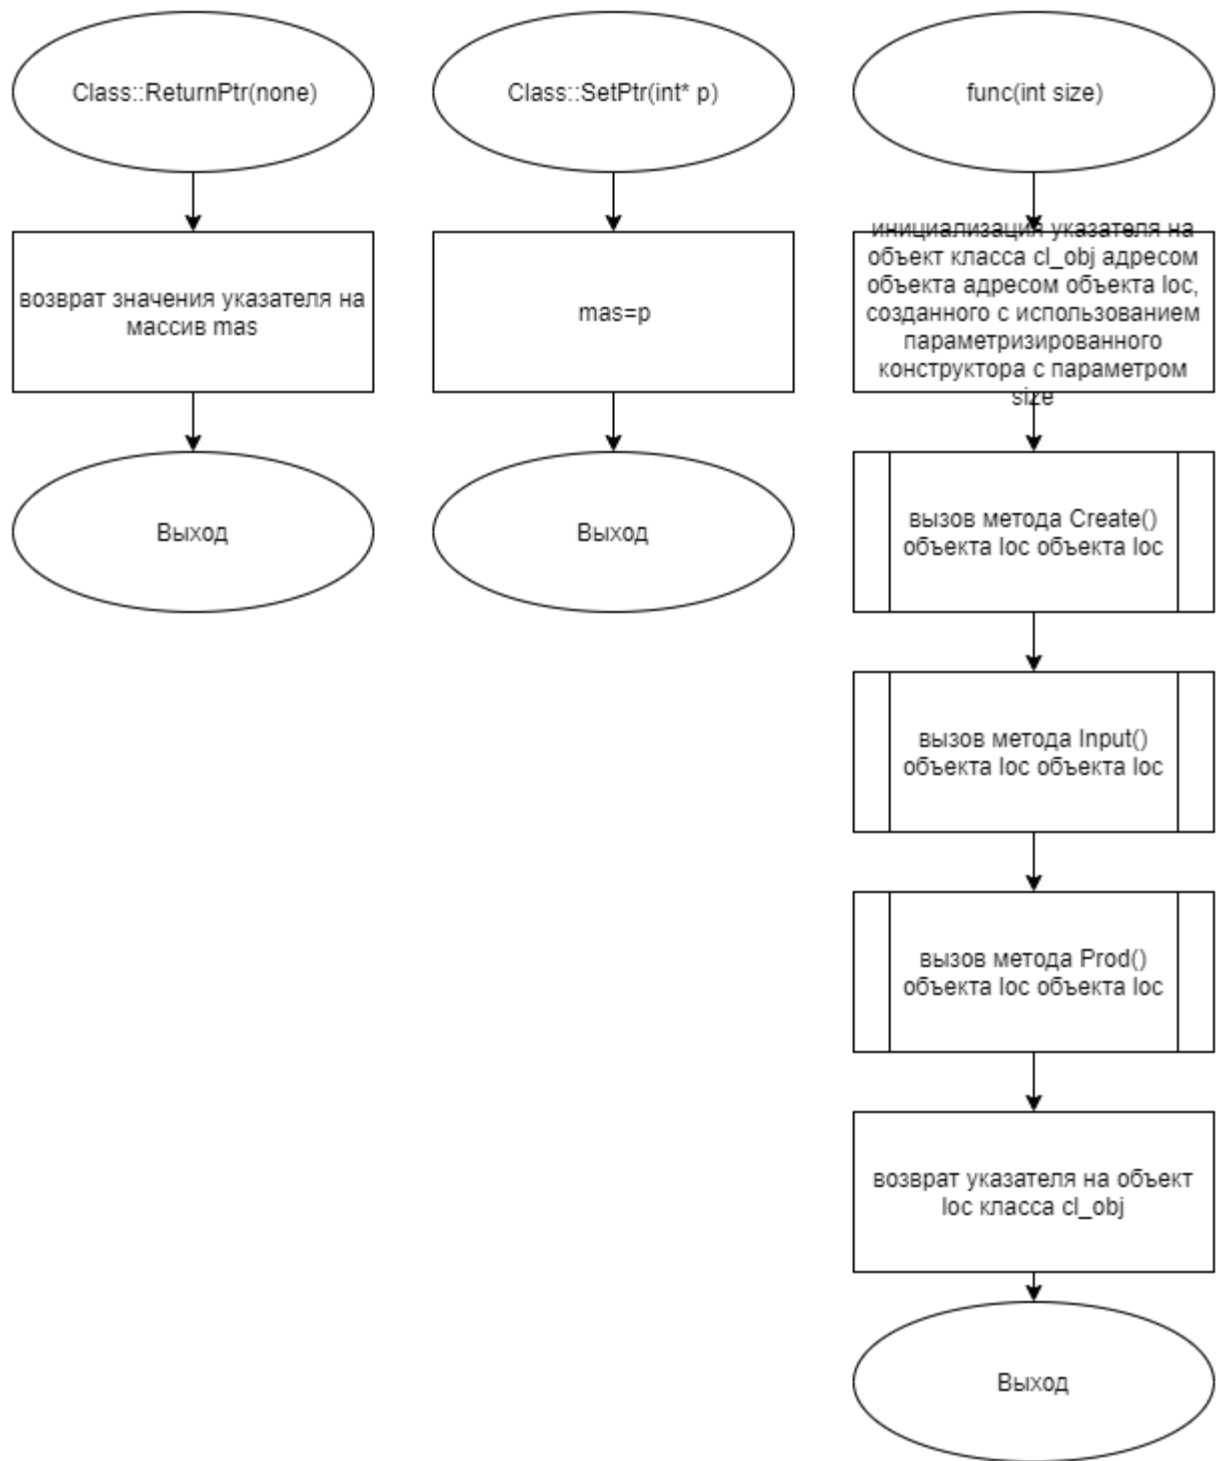 Class::ReturnPtr(none)
возврат значения указателя на
массив mas
Выход
Class::SetPtr(int* p)
mas=p
Выход
func(int size)
инициализация указателя на
объект класса cl_obj адресом
объекта адресом объекта loc,
созданного с использованием
параметризированного
конструктора с параметром
size
вызов метода Create()
объекта loc объекта loc
вызов метода Input()
объекта loc объекта loc
вызов метода Prod()
объекта loc объекта loc
возврат указателя на объект
loc класса cl_obj
Выход